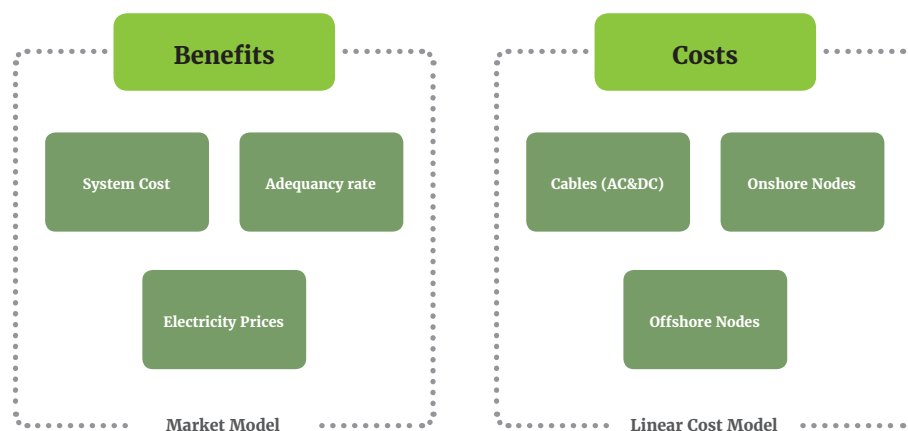 Benefits
System Cost
Adequancy rate
Electricity Prices
Market Model
Costs
Cables (AC&DC)
Onshore Nodes
Offshore Nodes
Linear Cost Model